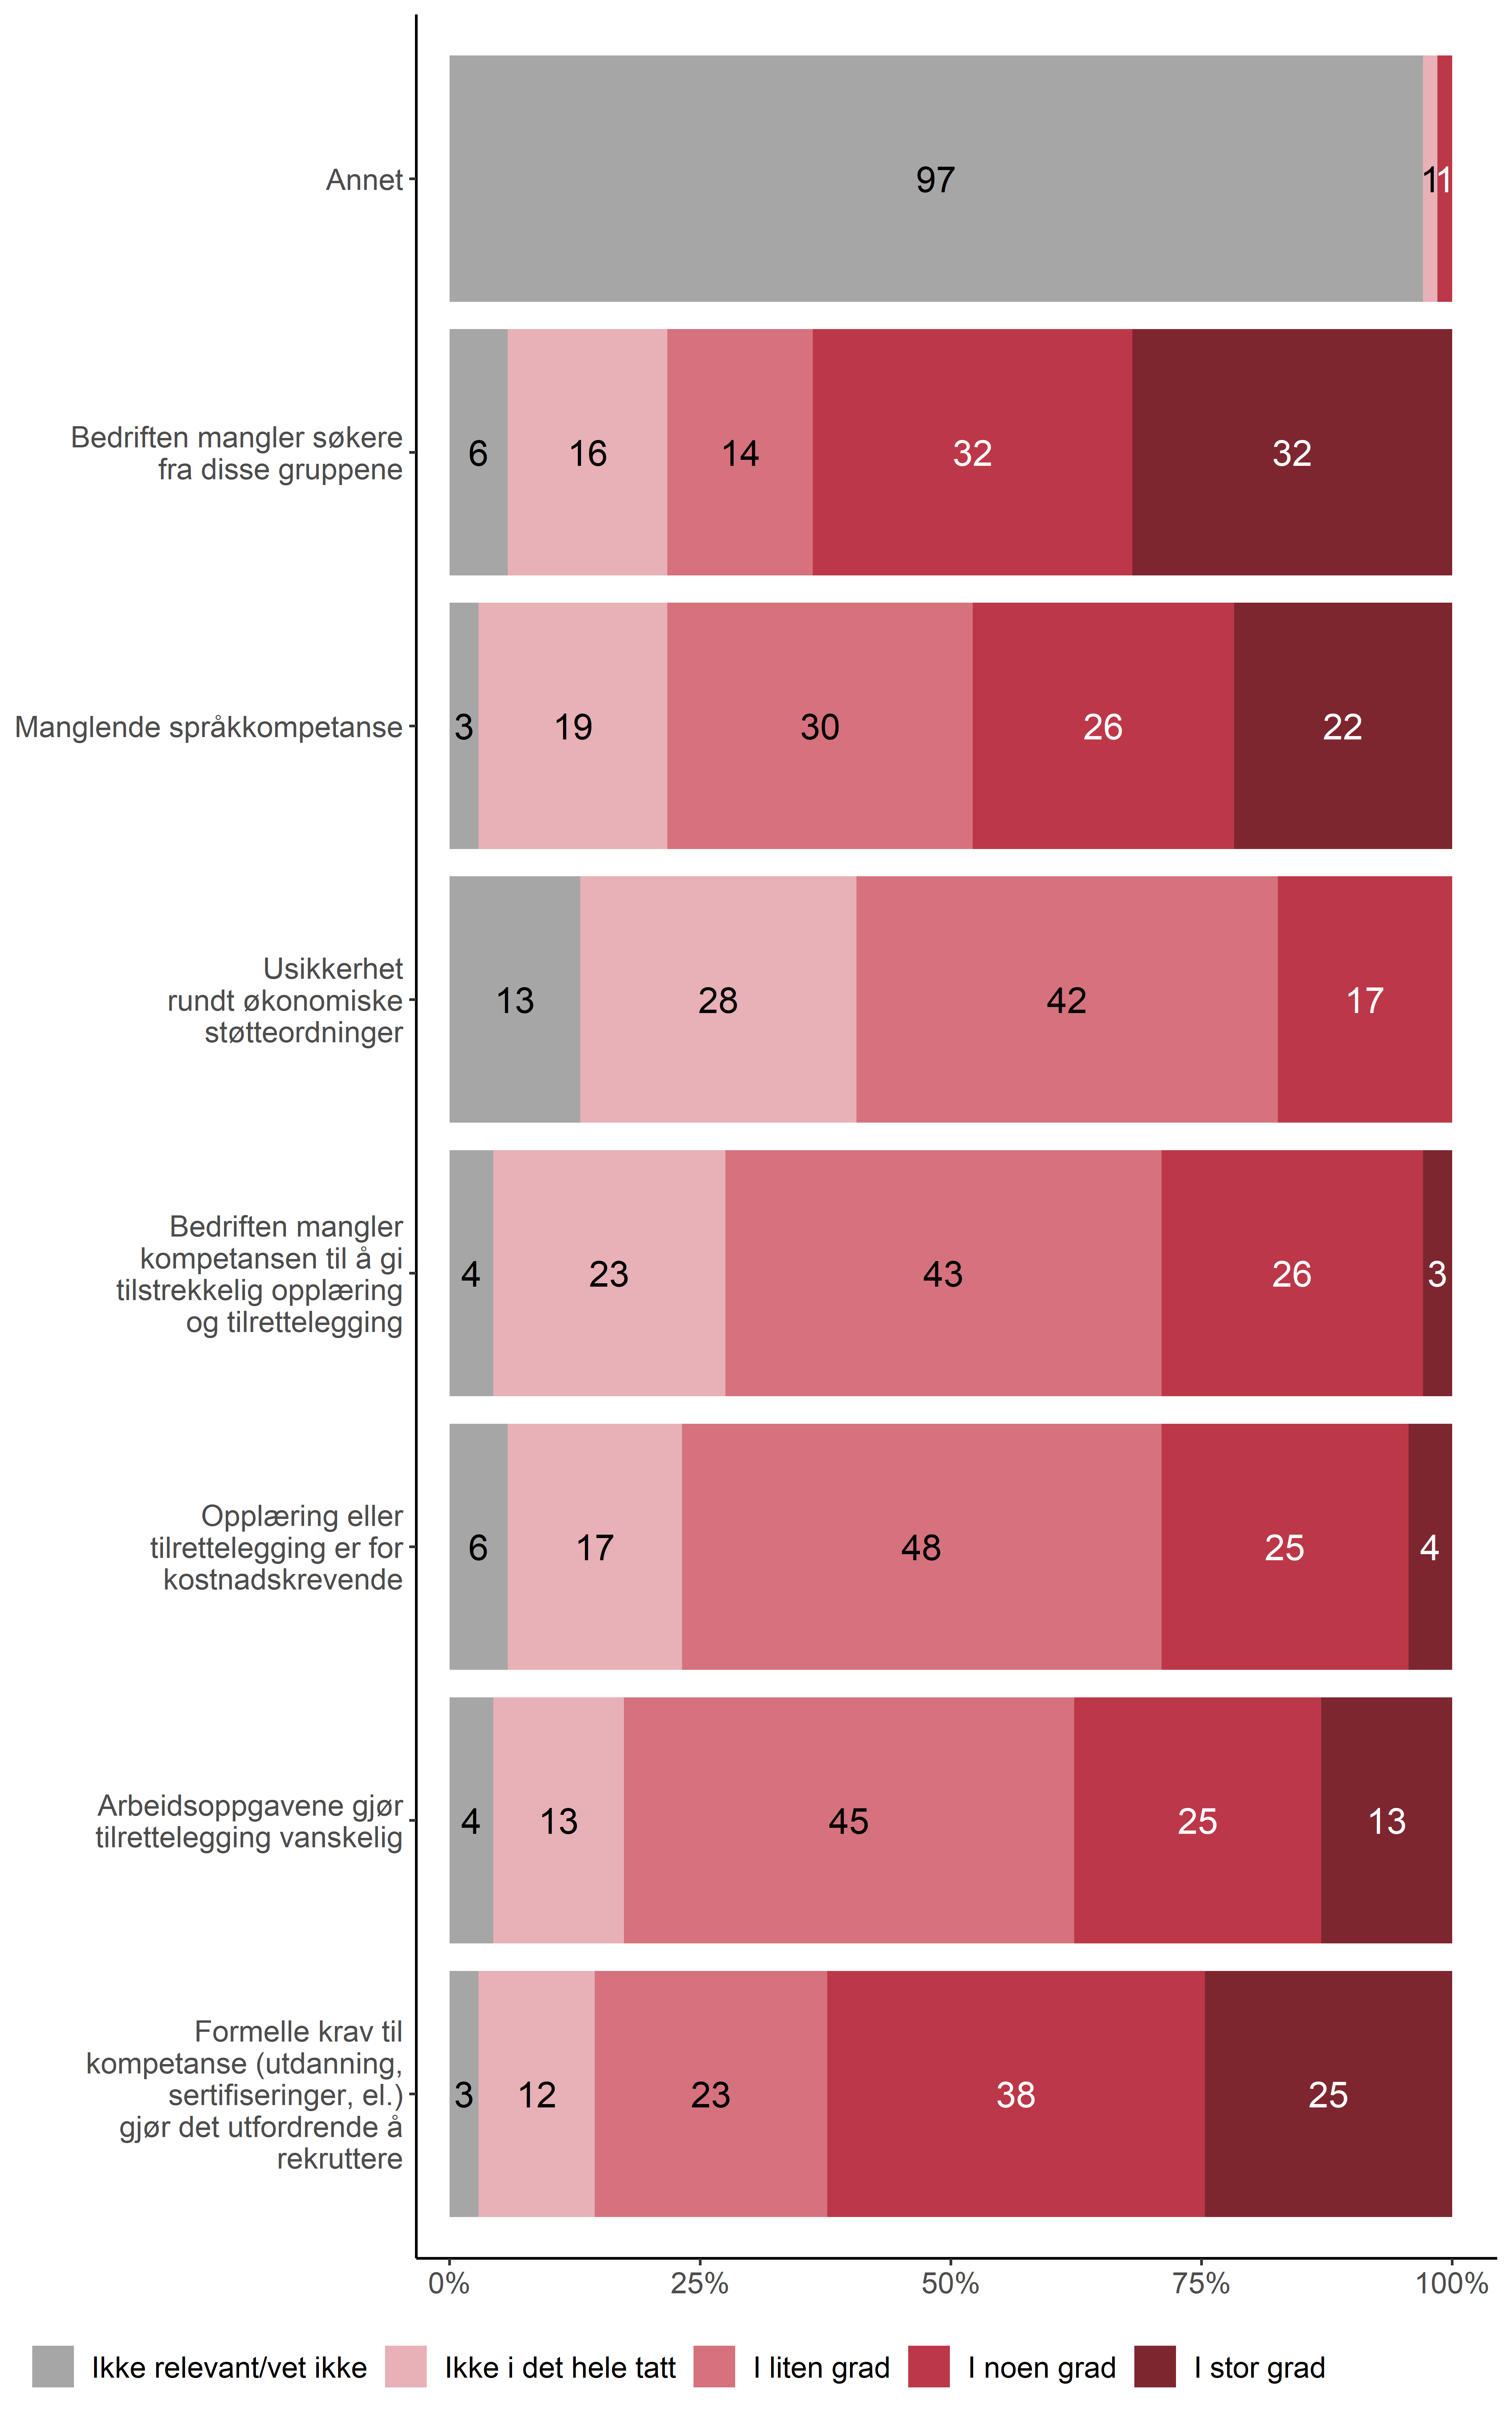 Annet
97
1
1
Bedriften mangler søkere
fra disse gruppene
6
16
14
32
32
Manglende språkkompetanse
3
19
30
26
22
Usikkerhet
rundt økonomiske
støtteordninger
13
28
42
17
Bedriften mangler
kompetansen til å gi
tilstrekkelig opplæring
og tilrettelegging
4
23
43
26
3
Opplæring eller
tilrettelegging er for
kostnadskrevende
6
17
48
25
4
Arbeidsoppgavene gjør
tilrettelegging vanskelig
4
13
45
25
13
Formelle krav til
kompetanse (utdanning,
sertifiseringer, el.)
gjør det utfordrende å
rekruttere
3
12
23
38
25
0%
25%
50%
75%
100%
Ikke relevant/vet ikke
Ikke i det hele tatt
I liten grad
I noen grad
I stor grad